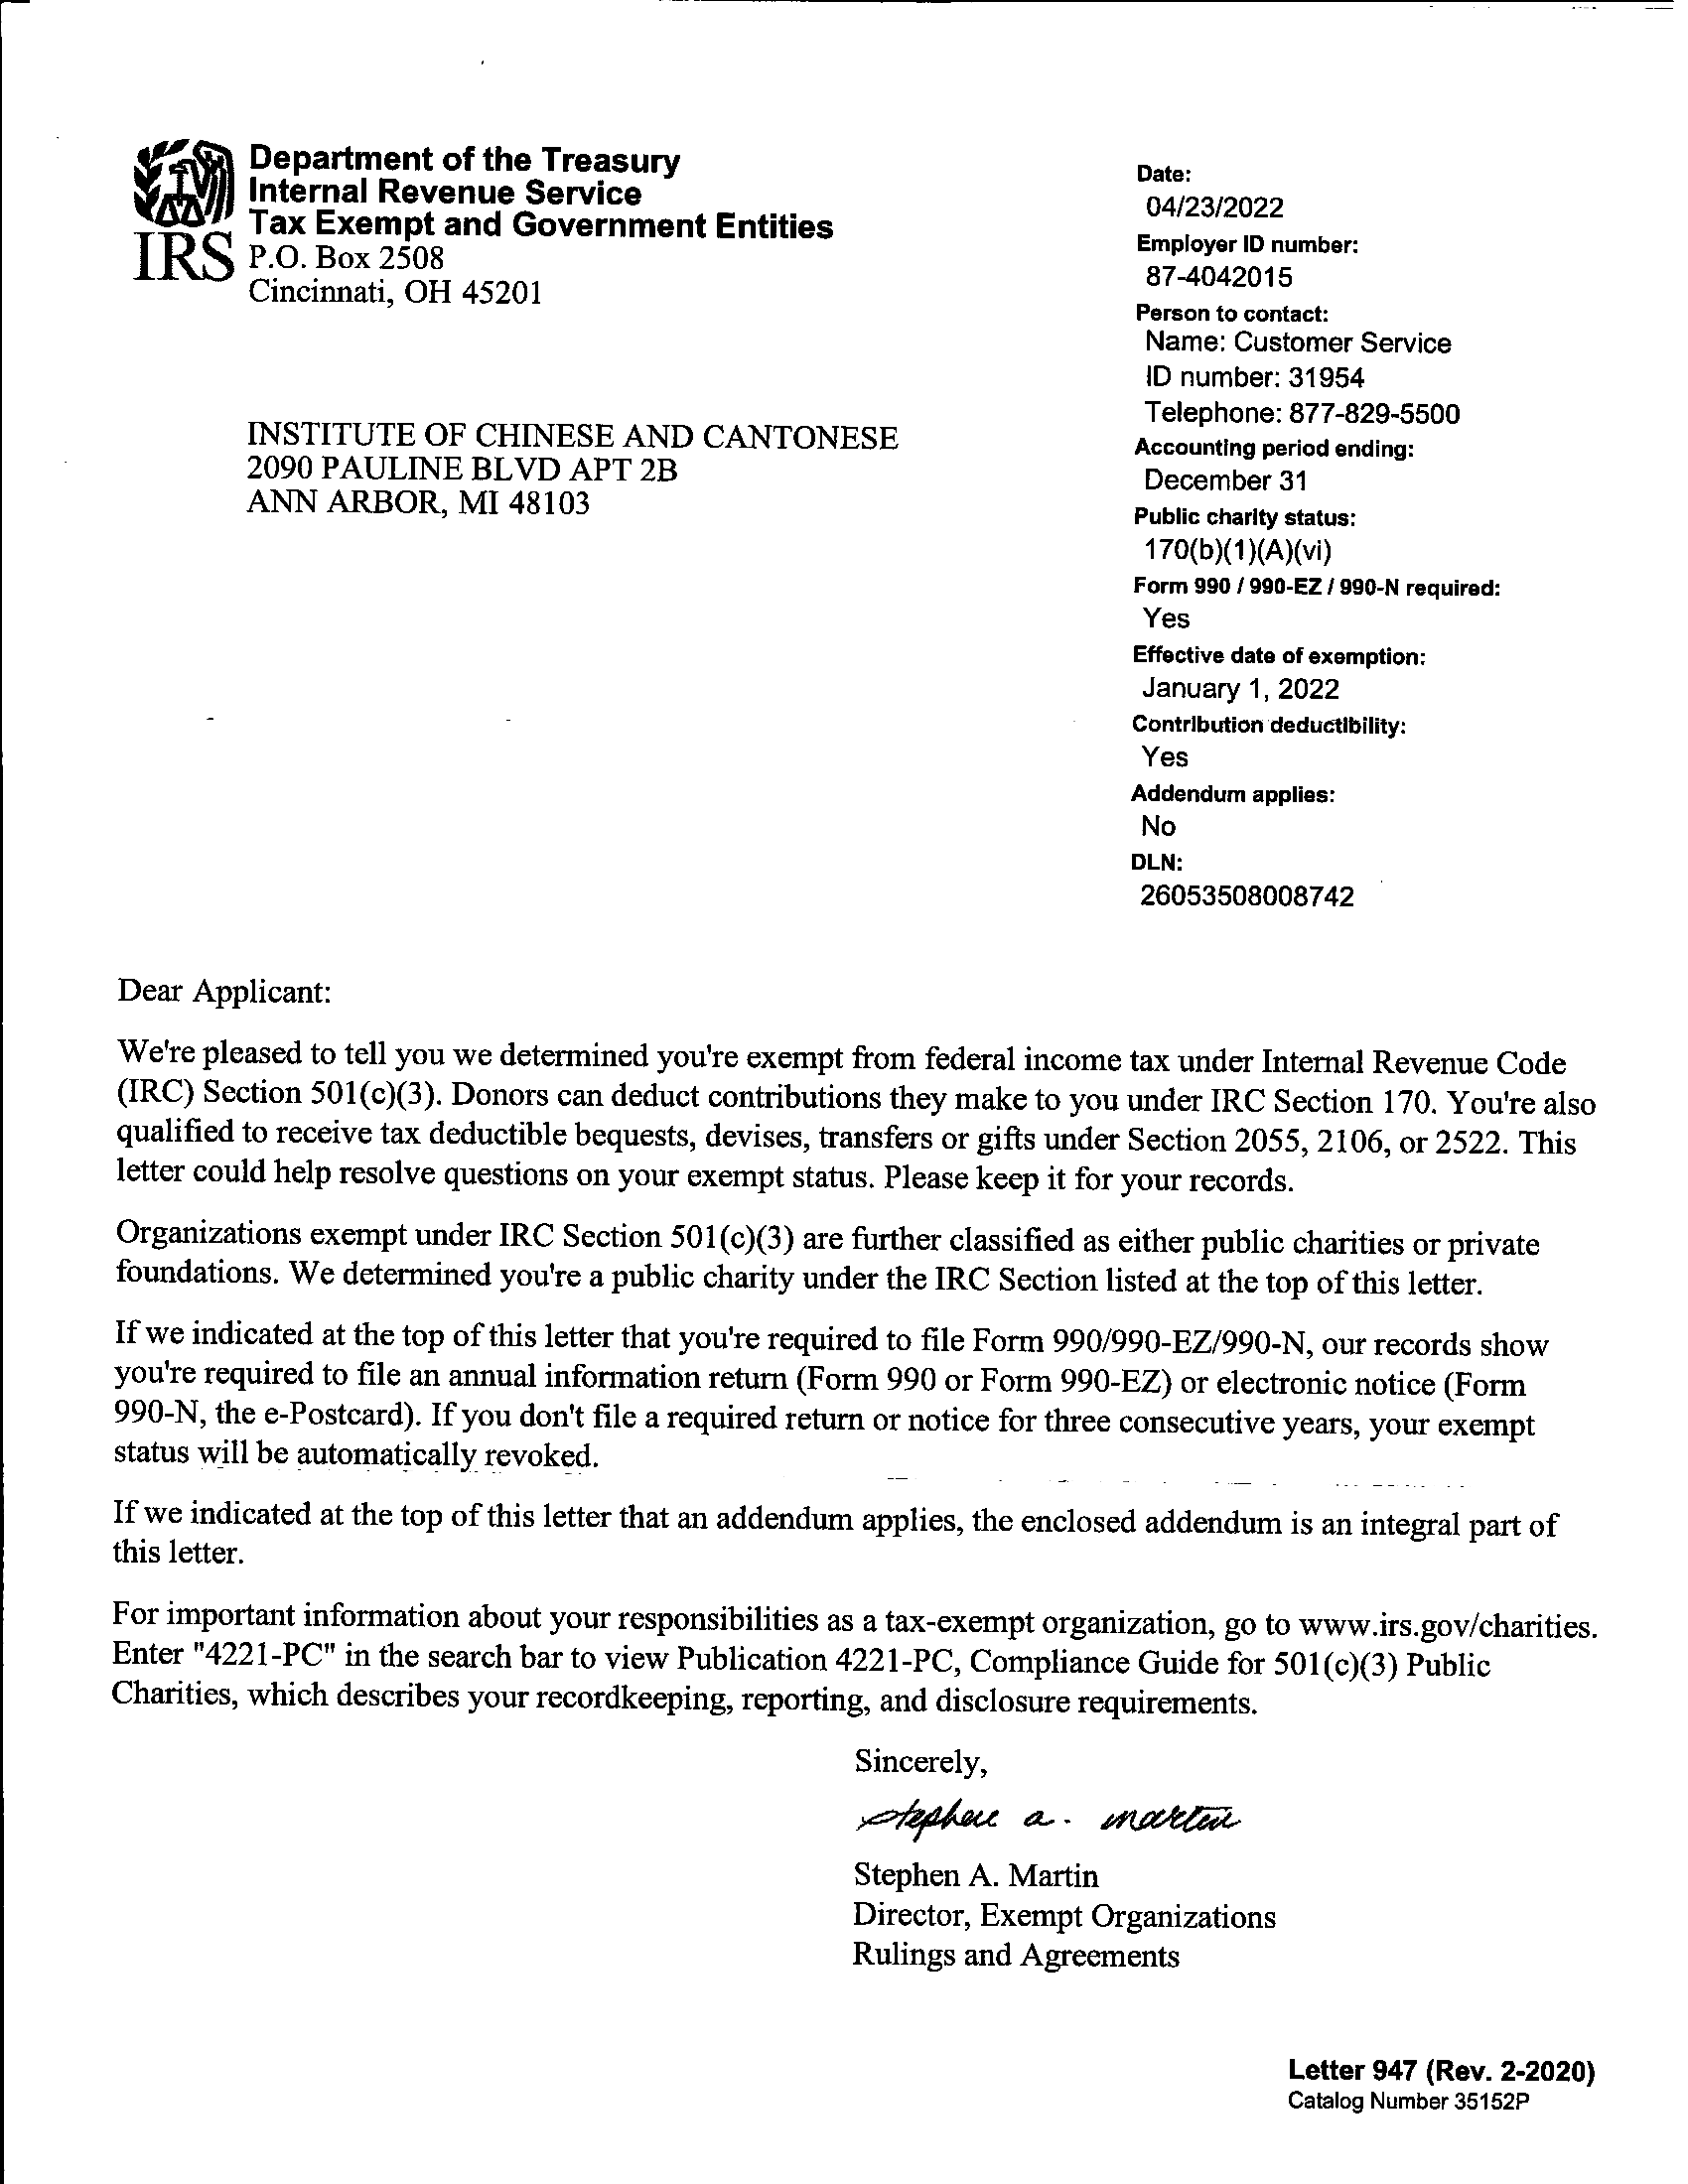 Department of the Treasury
Internal Revenue Service
Tax Exempt and Government Entities
IRS
P.O. Box 2508
Cincinnati, OH 45201
INSTITUTE OF CHINESE AND CANTONESE
2090 PAULINE BLVD APT 2B
ANN ARBOR, MI 48103
Date:
04/23/2022
Employer ID number:
87-4042015
Person to contact:
Name: Customer Service
ID number: 31954
Telephone: 877-829-5500
Accounting period ending:
December 31
Public charity status:
170(b)(1)(A)(vi)
Form 990 / 990-EZ / 990-N required:
Yes
Effective date of exemption:
January 1, 2022
Contribution deductibility:
Yes
Addendum applies:
No
DLN:
26053508008742
Dear Applicant:
We're pleased to tell you we determined you're exempt from federal income tax under Internal Revenue Code
(IRC) Section 501(c)(3). Donors can deduct contributions they make to you under IRC Section 170. You're also
qualified to receive tax deductible bequests, devises, transfers or gifts under Section 2055, 2106, or 2522. This
letter could help resolve questions on your exempt status. Please keep it for your records.
Organizations exempt under IRC Section 501(c)(3) are further classified as either public charities or private
foundations. We determined you're a public charity under the IRC Section listed at the top of this letter.
If we indicated at the top of this letter that you're required to file Form 990/990-EZ/990-N, our records show
you're required to file an annual information return (Form 990 or Form 990-EZ) or electronic notice (Form
990-N, the e-Postcard). If you don't file a required return or notice for three consecutive years, your exempt
status will be automatically revoked.
If we indicated at the top of this letter that an addendum applies, the enclosed addendum is an integral part of
this letter.
For important information about your responsibilities as a tax-exempt organization, go to www.irs.gov/charities.
Enter "4221-PC" in the search bar to view Publication 4221-PC, Compliance Guide for 501(c)(3) Public
Charities, which describes your recordkeeping, reporting, and disclosure requirements.
Sincerely,
Stephen a. Martin
Stephen A. Martin
Director, Exempt Organizations
Rulings and Agreements
Letter 947 (Rev. 2-2020)
Catalog Number 35152P